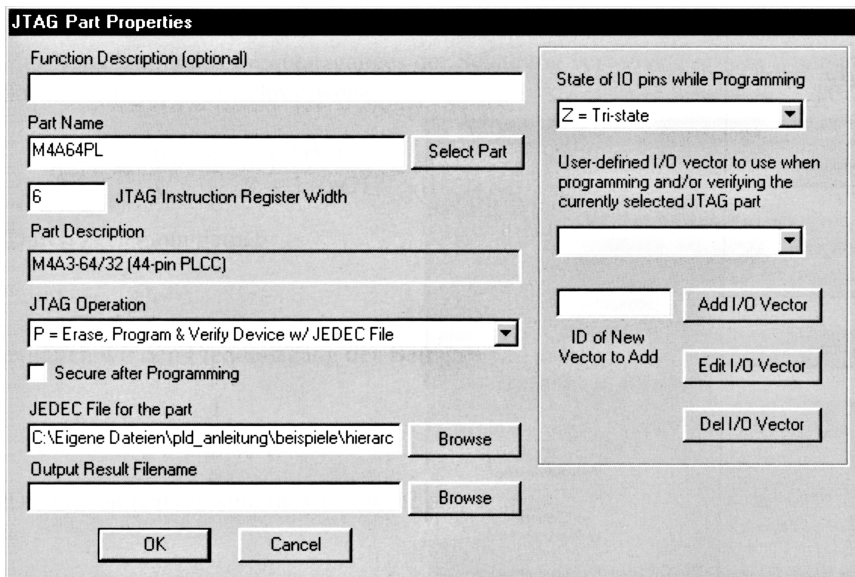 JTAG Part Properties
Function Description (optional)
Part Name
M4A64PL
Select Part
6
JTAG Instruction Register Width
Part Description
M4A3-64/32 (44-pin PLCC)
JTAG Operation
P = Erase, Program & Verify Device w/ JEDEC File
Secure after Programming
JEDEC File for the part
C:\Eigene Dateien\pld_anleitung\beispiele\hierarc
Browse
Output Result Filename
Browse
OK
Cancel
State of IO pins while Programming
Z = Tri-state
User-defined I/O vector to use when
programming and/or verifying the
currently selected JTAG part
Add I/O Vector
ID of New
Vector to Add
Edit I/O Vector
Del I/O Vector